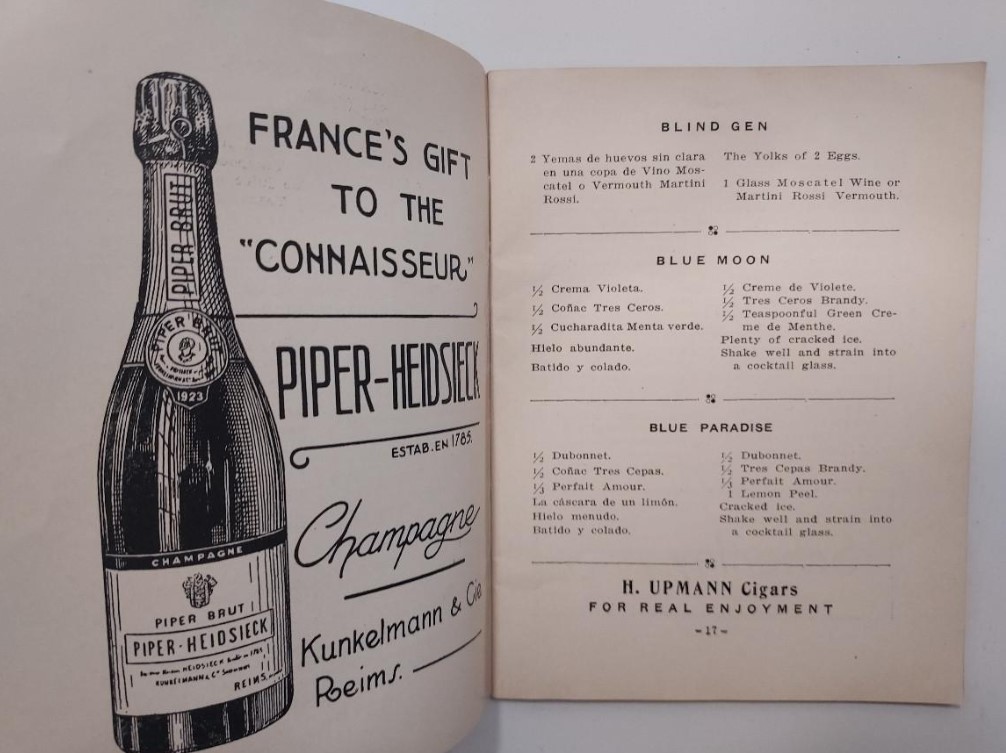 FRANCE'S GIFT
TO THE
"CONNAISSEUR"
PIPER-HEIDSIECK
ESTAB. EN 1785.
Champagne
Kunkelmann & Cie
Reims.
PIPER BRUT
PIPER BRUT
1923
CHAMPAGNE
PIPER BRUT
PIPER-HEIDSIECK
HEIDSIECK
KUNKELMANN & Co
REIMS.
BLIND GEN
2 Yemas de huevos sin clara
en una copa de Vino Mos-
catel o Vermouth Martini
Rossi.
The Yolks of 2 Eggs.
1 Glass Moscatel Wine or
Martini Rossi Vermouth.
BLUE MOON
½ Crema Violeta.
½ Coñac Tres Ceros.
½ Cucharadita Menta verde.
Hielo abundante.
Batido y colado.
½ Creme de Violete.
½ Tres Ceros Brandy.
½ Teaspoonful Green Cre-
me de Menthe.
Plenty of cracked ice.
Shake well and strain into
a cocktail glass.
BLUE PARADISE
½ Dubonnet.
½ Coñac Tres Cepas.
⅓ Perfait Amour.
La cáscara de un limón.
Hielo menudo.
Batido y colado.
½ Dubonnet.
½ Tres Cepas Brandy.
⅓ Perfait Amour.
1 Lemon Peel.
Cracked ice.
Shake well and strain into
a cocktail glass.
H. UPMANN Cigars
FOR REAL ENJOYMENT
-17-